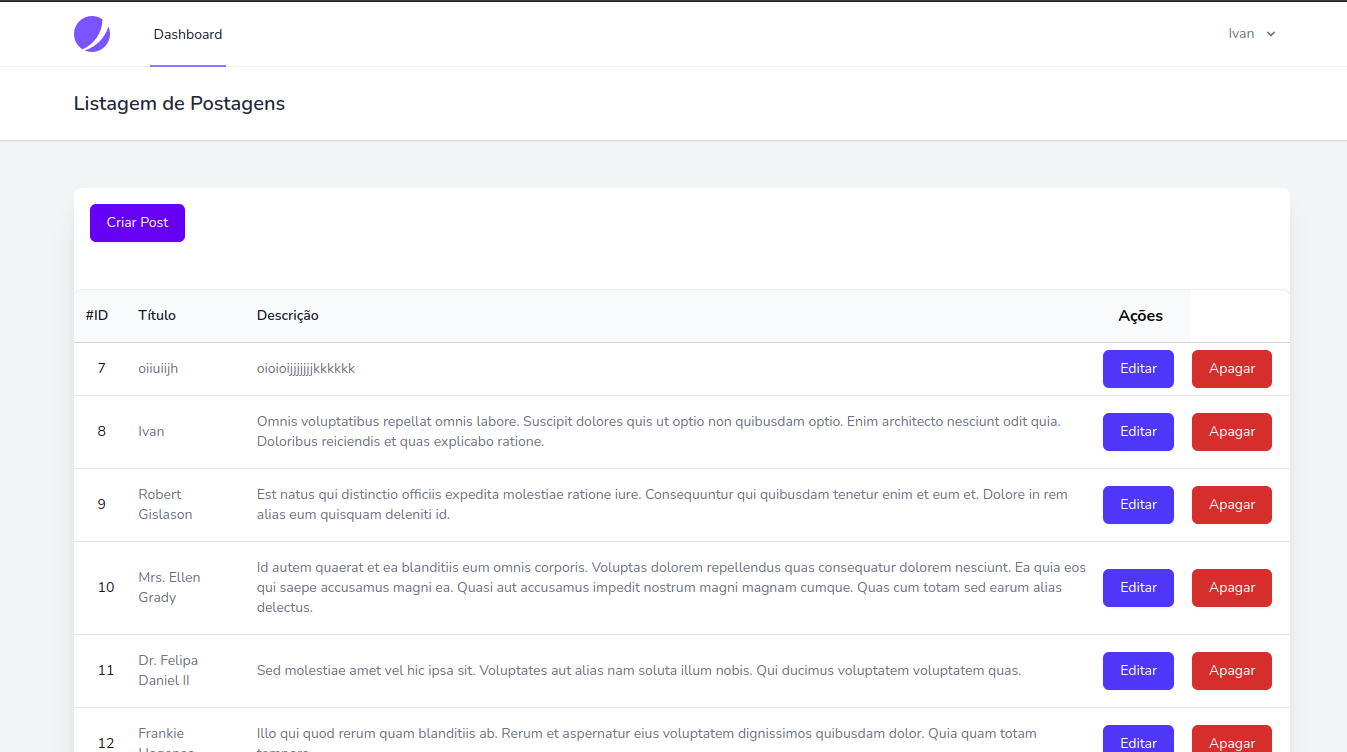 Dashboard
Ivan
Listagem de Postagens
Criar Post
#ID Título Descrição Ações
7 oiiuiijh oioioijjjjjjjkkkkkk Editar Apagar
8 Ivan Omnis voluptatibus repellat omnis labore. Suscipit dolores quis ut optio non quibusdam optio. Enim architecto nesciunt odit quia.
Doloribus reiciendis et quas explicabo ratione. Editar Apagar
9 Robert
Gislason Est natus qui distinctio officiis expedita molestiae ratione iure. Consequuntur qui quibusdam tenetur enim et eum et. Dolore in rem
alias eum quisquam deleniti id. Editar Apagar
10 Mrs. Ellen
Grady Id autem quaerat et ea blanditiis eum omnis corporis. Voluptas dolorem repellendus quas consequatur dolorem nesciunt. Ea quia eos
qui saepe accusamus magni ea. Quasi aut accusamus impedit nostrum magni magnam cumque. Quas cum totam sed earum alias
delectus. Editar Apagar
11 Dr. Felipa
Daniel II Sed molestiae amet vel hic ipsa sit. Voluptates aut alias nam soluta illum nobis. Qui ducimus voluptatem voluptatem quas. Editar Apagar
12 Frankie Illo qui quod rerum quam blanditiis ab. Rerum et aspernatur eius voluptatem dignissimos quibusdam dolor. Quia quam totam Editar Apagar